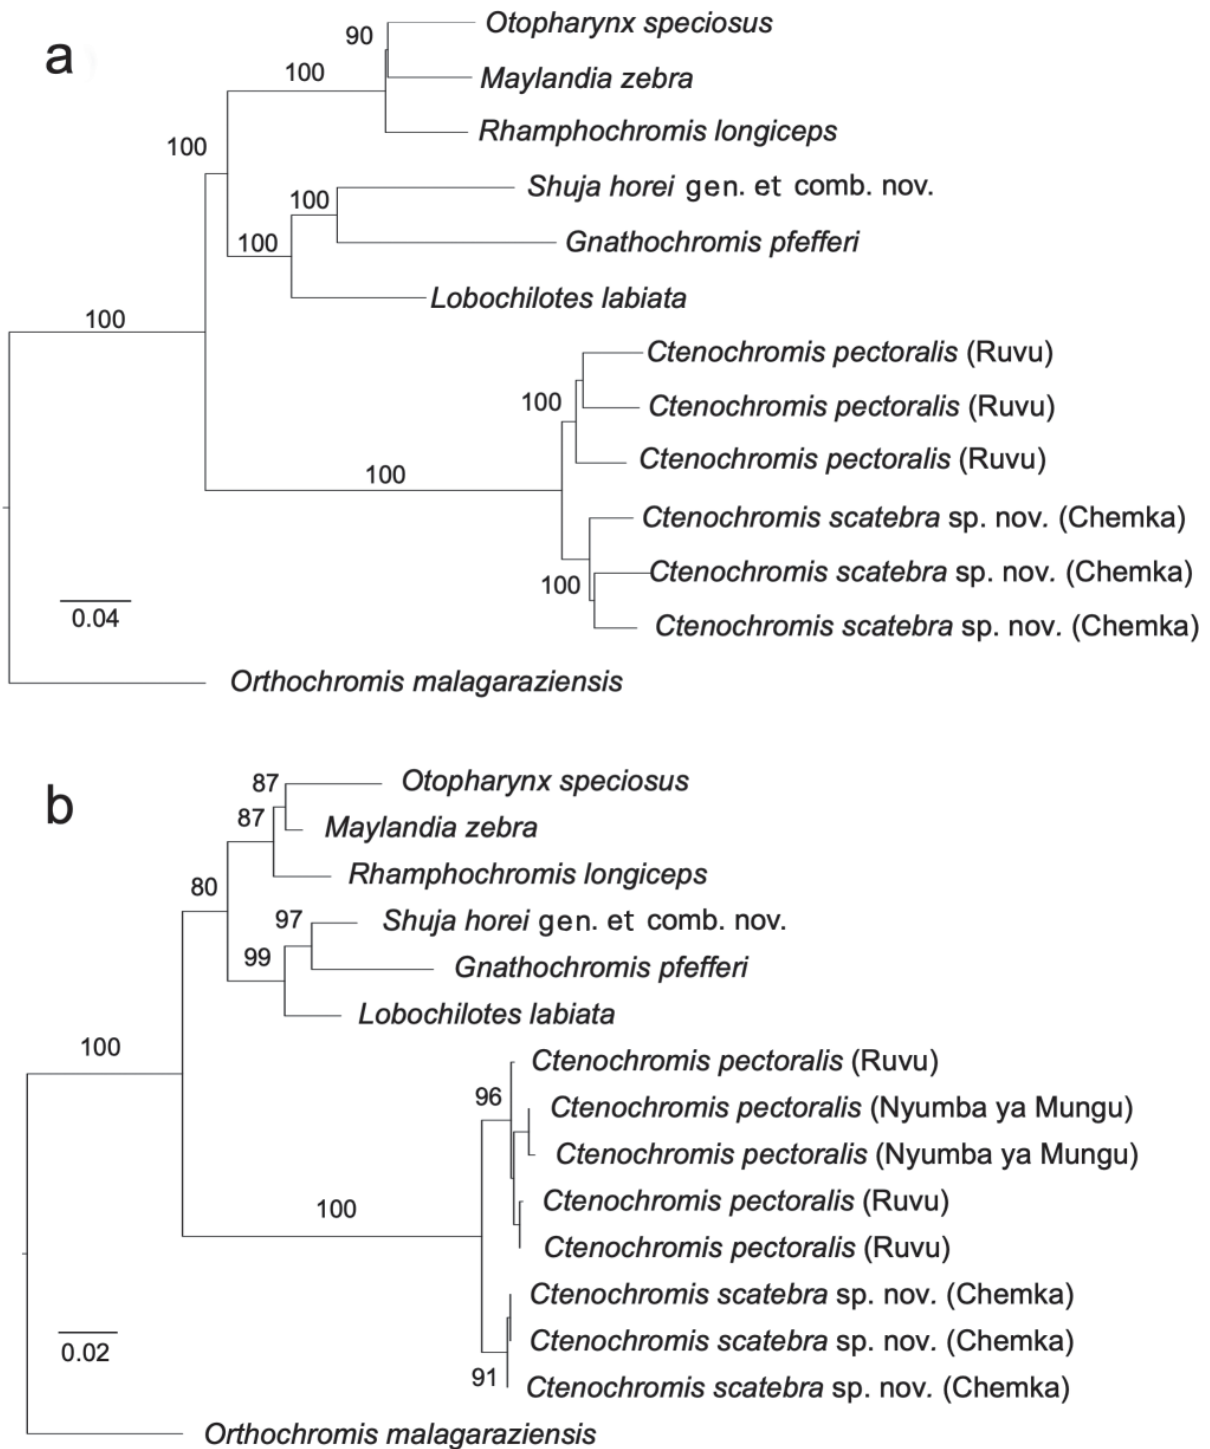 a
90
Otopharynx speciosus
100
Maylandia zebra
Rhamphochromis longiceps
100
100
Shuja horei gen. et comb. nov.
100
Gnathochromis pfefferi
Lobochilotes labiata
100
Ctenochromis pectoralis (Ruvu)
100
Ctenochromis pectoralis (Ruvu)
Ctenochromis pectoralis (Ruvu)
100
Ctenochromis scatebra sp. nov. (Chemka)
100
Ctenochromis scatebra sp. nov. (Chemka)
0.04
Ctenochromis scatebra sp. nov. (Chemka)
Orthochromis malagaraziensis
b
87
Otopharynx speciosus
87
Maylandia zebra
80
Rhamphochromis longiceps
97
Shuja horei gen. et comb. nov.
99
Gnathochromis pfefferi
Lobochilotes labiata
100
Ctenochromis pectoralis (Ruvu)
96
Ctenochromis pectoralis (Nyumba ya Mungu)
Ctenochromis pectoralis (Nyumba ya Mungu)
100
Ctenochromis pectoralis (Ruvu)
Ctenochromis pectoralis (Ruvu)
Ctenochromis scatebra sp. nov. (Chemka)
0.02
Ctenochromis scatebra sp. nov. (Chemka)
91
Ctenochromis scatebra sp. nov. (Chemka)
Orthochromis malagaraziensis